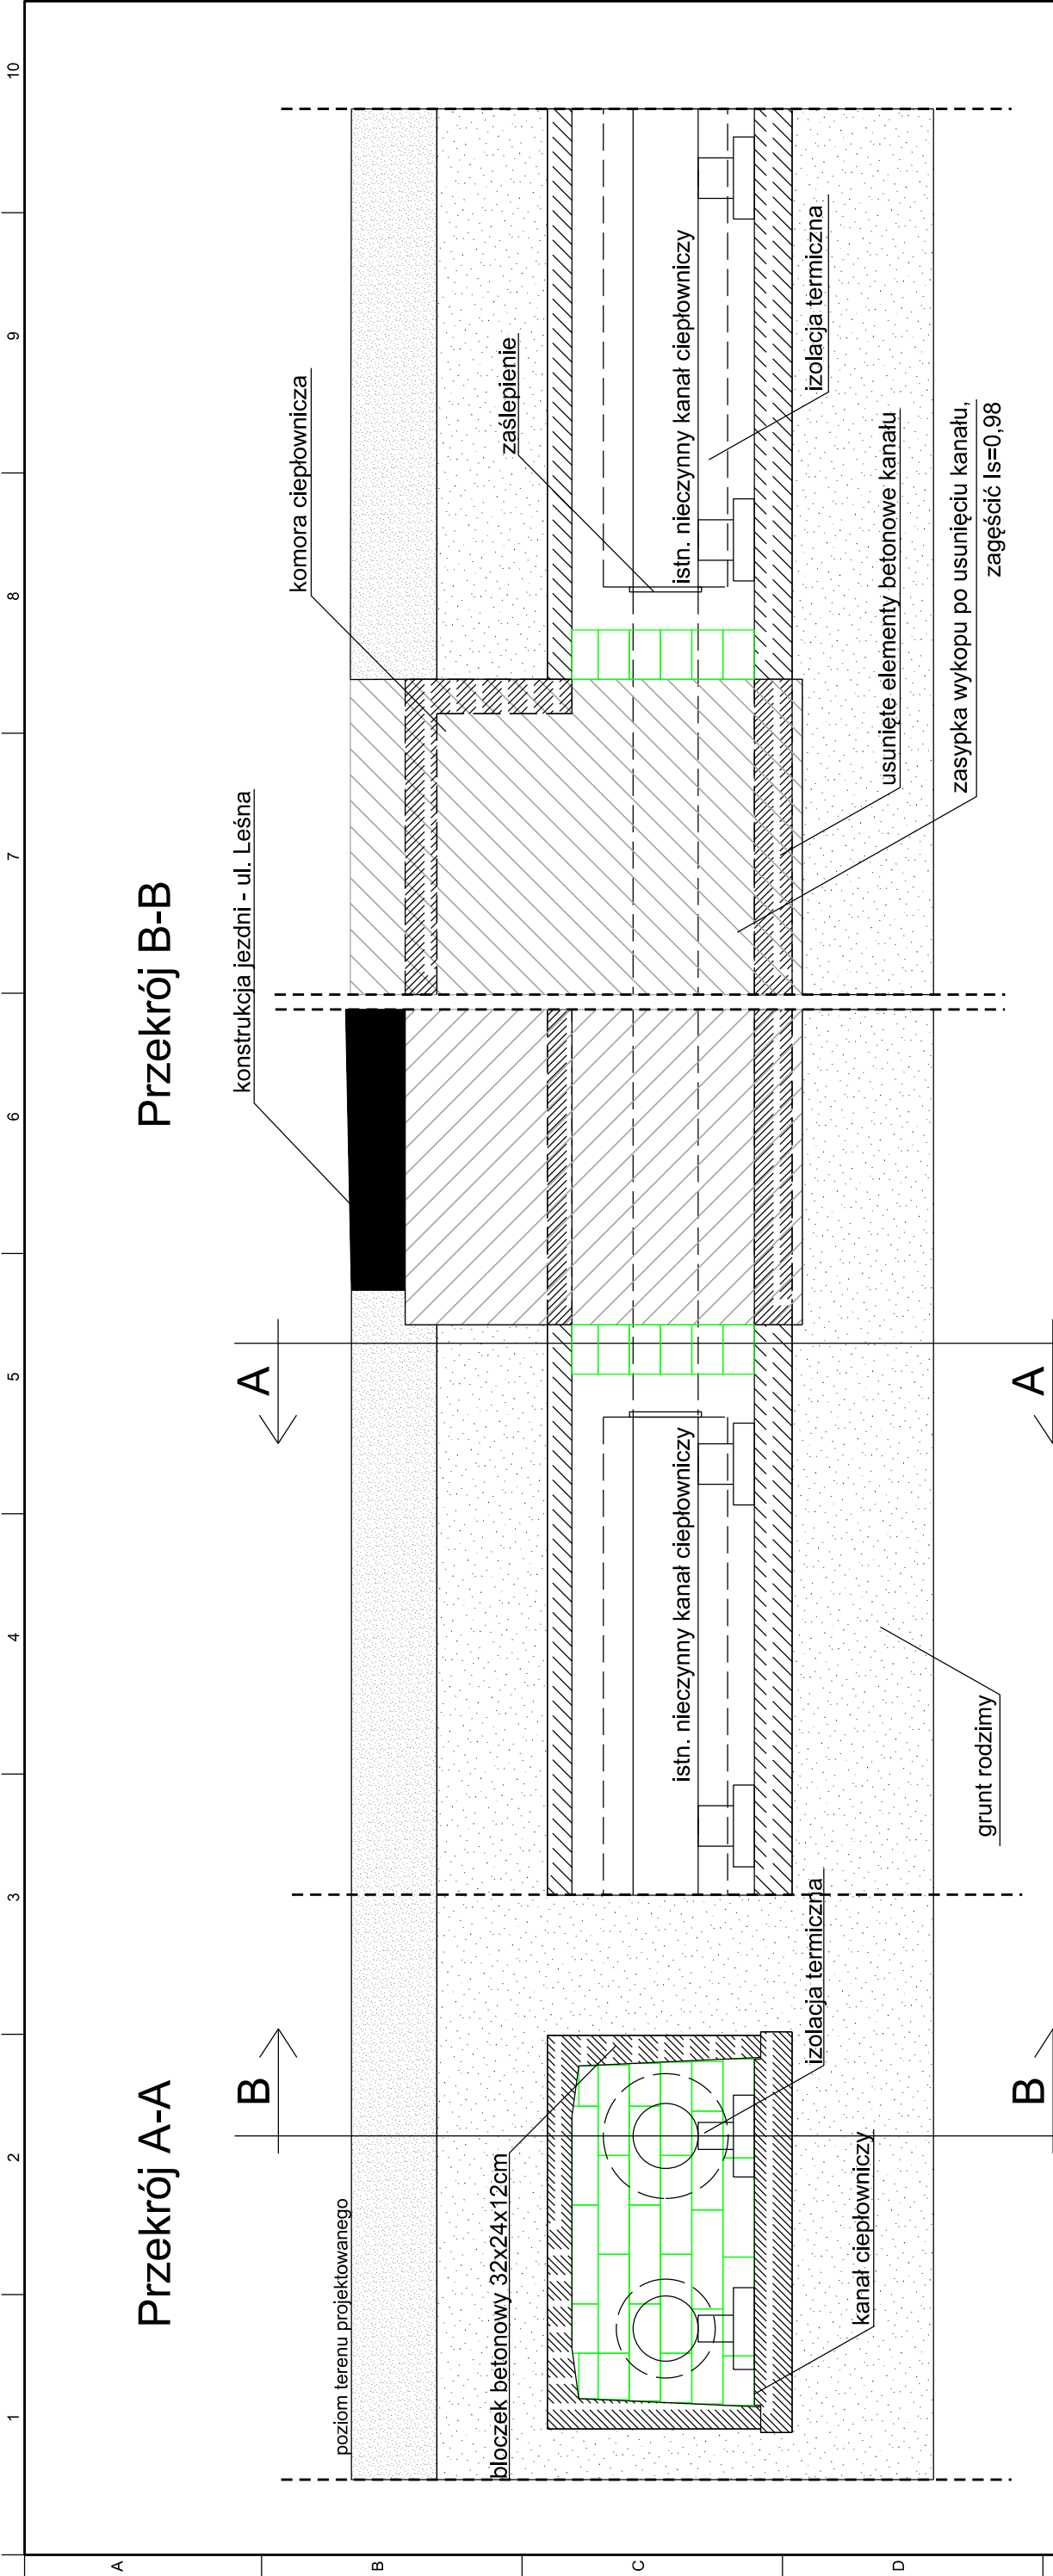 1
2
3
4
5
6
7
8
9
10
A
B
C
D
Przekrój A-A
Przekrój B-B
B
A
konstrukcja jezdni - ul. Leśna
komora ciepłownicza
poziom terenu projektowanego
bloczek betonowy 32x24x12cm
zaślepienie
istn. nieczynny kanał ciepłowniczy
istn. nieczynny kanał ciepłowniczy
izolacja termiczna
izolacja termiczna
kanał ciepłowniczy
usunięte elementy betonowe kanału
zasypka wykopu po usunięciu kanału,
zagęścić Is=0,98
grunt rodzimy
B
A